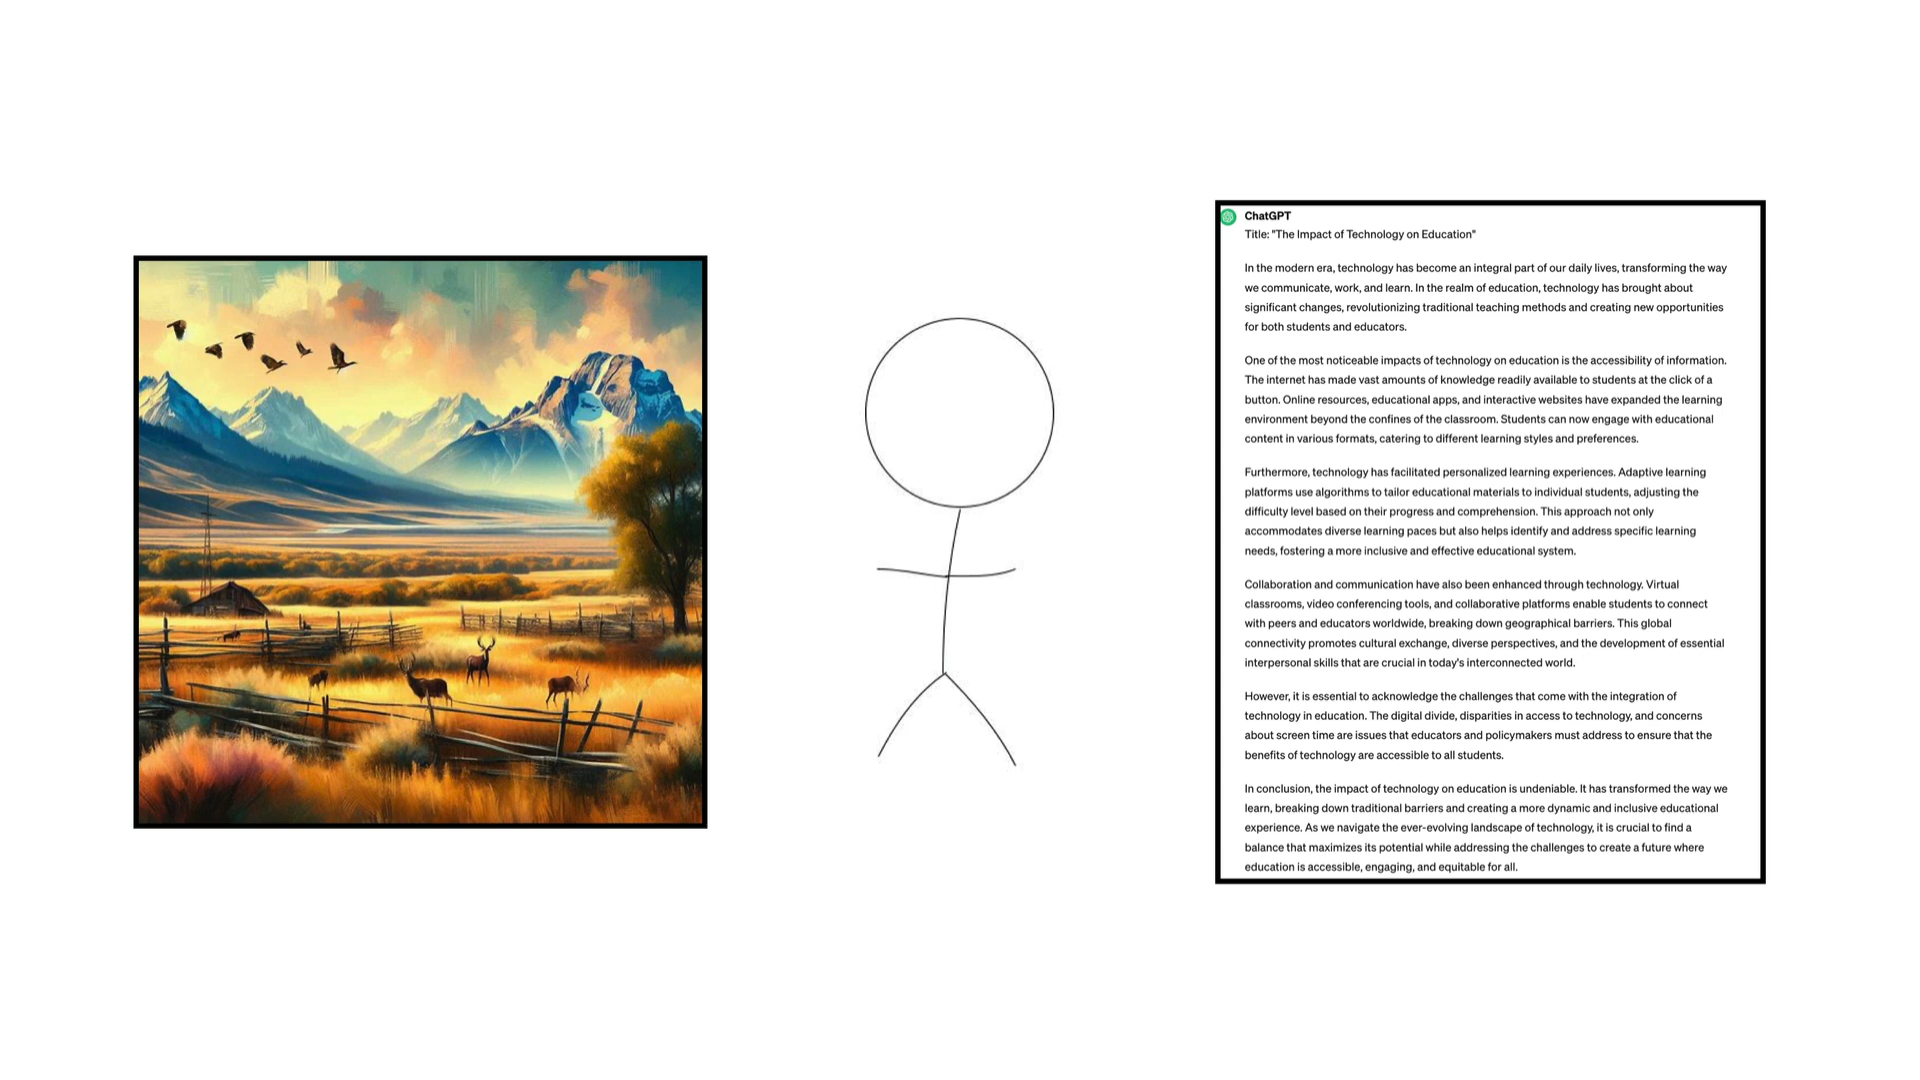 ChatGPT
Title: "The Impact of Technology on Education"
In the modern era, technology has become an integral part of our daily lives, transforming the way
we communicate, work, and learn. In the realm of education, technology has brought about
significant changes, revolutionizing traditional teaching methods and creating new opportunities
for both students and educators.
One of the most noticeable impacts of technology on education is the accessibility of information.
The internet has made vast amounts of knowledge readily available to students at the click of a
button. Online resources, educational apps, and interactive websites have expanded the learning
environment beyond the confines of the classroom. Students can now engage with educational
content in various formats, catering to different learning styles and preferences.
Furthermore, technology has facilitated personalized learning experiences. Adaptive learning
platforms use algorithms to tailor educational materials to individual students, adjusting the
difficulty level based on their progress and comprehension. This approach not only
accommodates diverse learning paces but also helps identify and address specific learning
needs, fostering a more inclusive and effective educational system.
Collaboration and communication have also been enhanced through technology. Virtual
classrooms, video conferencing tools, and collaborative platforms enable students to connect
with peers and educators worldwide, breaking down geographical barriers. This global
connectivity promotes cultural exchange, diverse perspectives, and the development of essential
interpersonal skills that are crucial in today's interconnected world.
However, it is essential to acknowledge the challenges that come with the integration of
technology in education. The digital divide, disparities in access to technology, and concerns
about screen time are issues that educators and policymakers must address to ensure that the
benefits of technology are accessible to all students.
In conclusion, the impact of technology on education is undeniable. It has transformed the way we
learn, breaking down traditional barriers and creating a more dynamic and inclusive educational
experience. As we navigate the ever-evolving landscape of technology, it is crucial to find a
balance that maximizes its potential while addressing the challenges to create a future where
education is accessible, engaging, and equitable for all.